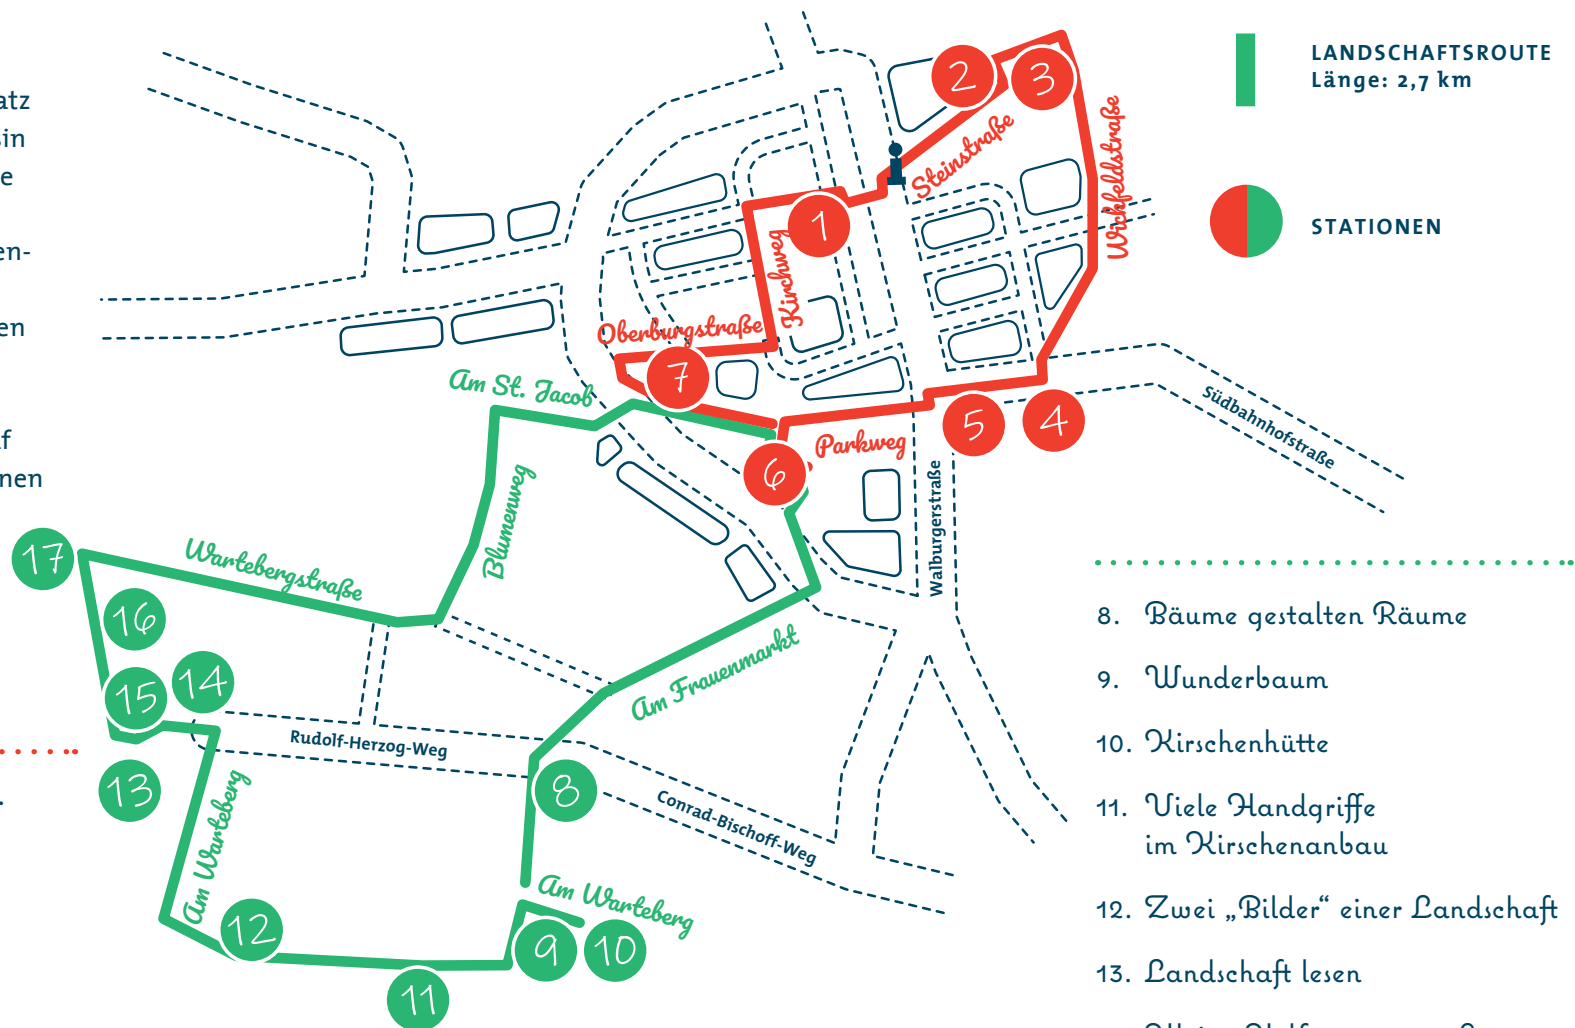 atz
sin
e
en-
en
f
nen
.
LANDSCHAFTSROUTE
Länge: 2,7 km
STATIONEN
2
3
Steinstraße
Wichfeldstraße
1
Kirchweg
Oberburgstraße
7
Am St. Jacob
Parkweg
6
5
4
Südbahnhofstraße
Walburgerstraße
Blumenweg
Wartebergstraße
17
16
15
14
13
Am Frauenmarkt
Rudolf-Herzog-Weg
8
Conrad-Bischoff-Weg
Am Warteberg
12
Am Warteberg
9
10
11
8. Bäume gestalten Räume
9. Wunderbaum
10. Kirschenhütte
11. Viele Handgriffe
im Kirschenanbau
12. Zwei „Bilder“ einer Landschaft
13. Landschaft lesen